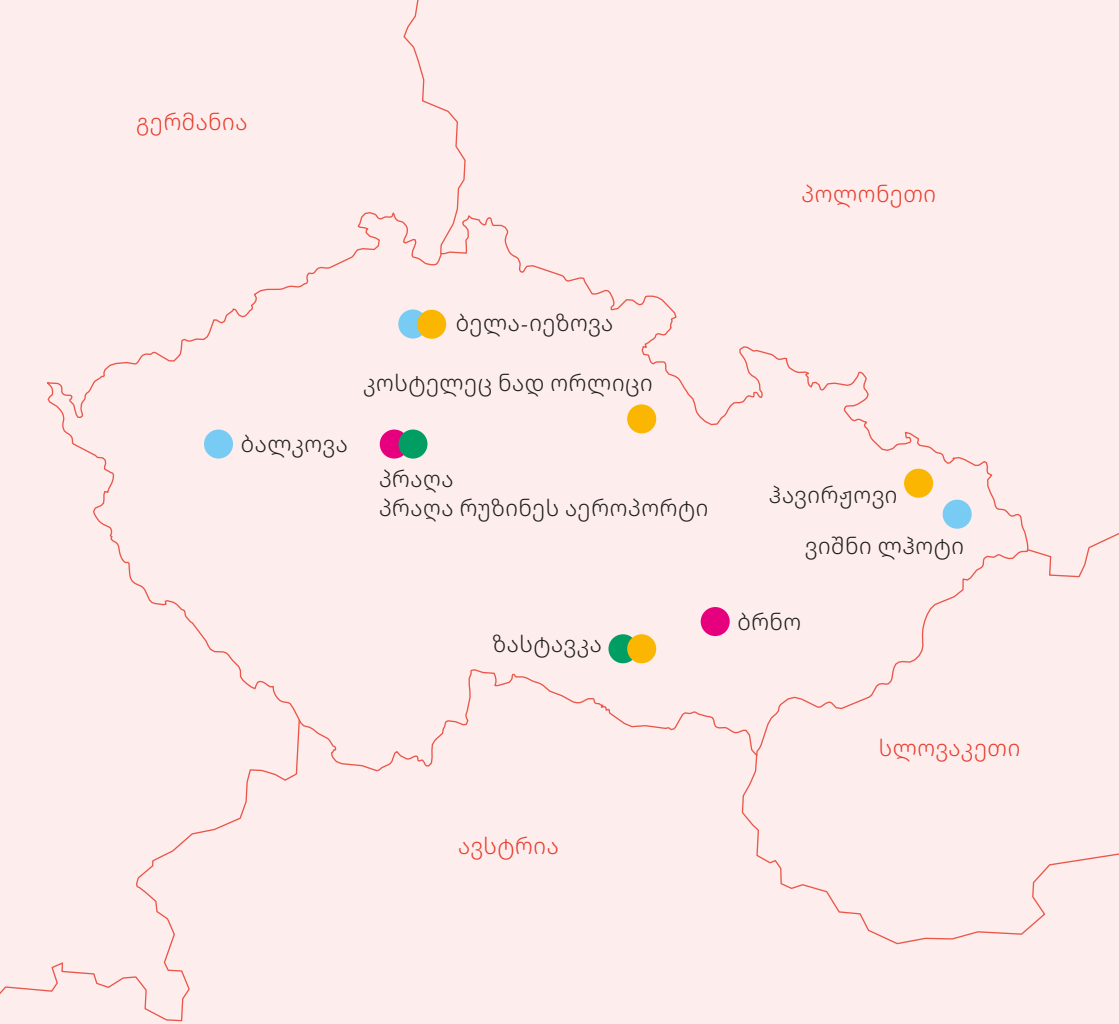 გერმანია
პოლონეთი
ბელა-იეზოვა
კოსტელეც ნად ორლიცი
ბალკოვა
პრაღა
პრაღა რუზინეს აეროპორტი
ჰავირჟოვი
ვიშნი ლჰოტი
ბრნო
ზასტავკა
სლოვაკეთი
ავსტრია